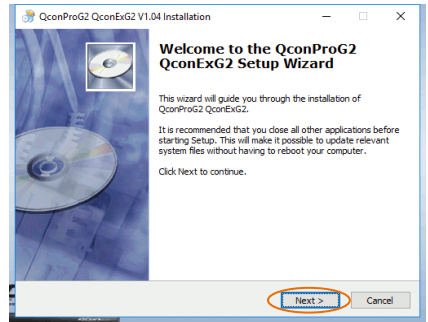 QconProG2 QconExG2 V1.04 Installation
Welcome to the QconProG2
QconExG2 Setup Wizard
This wizard will guide you through the installation of
QconProG2 QconExG2.
It is recommended that you close all other applications before
starting Setup. This will make it possible to update relevant
system files without having to reboot your computer.
Click Next to continue.
Next >
Cancel